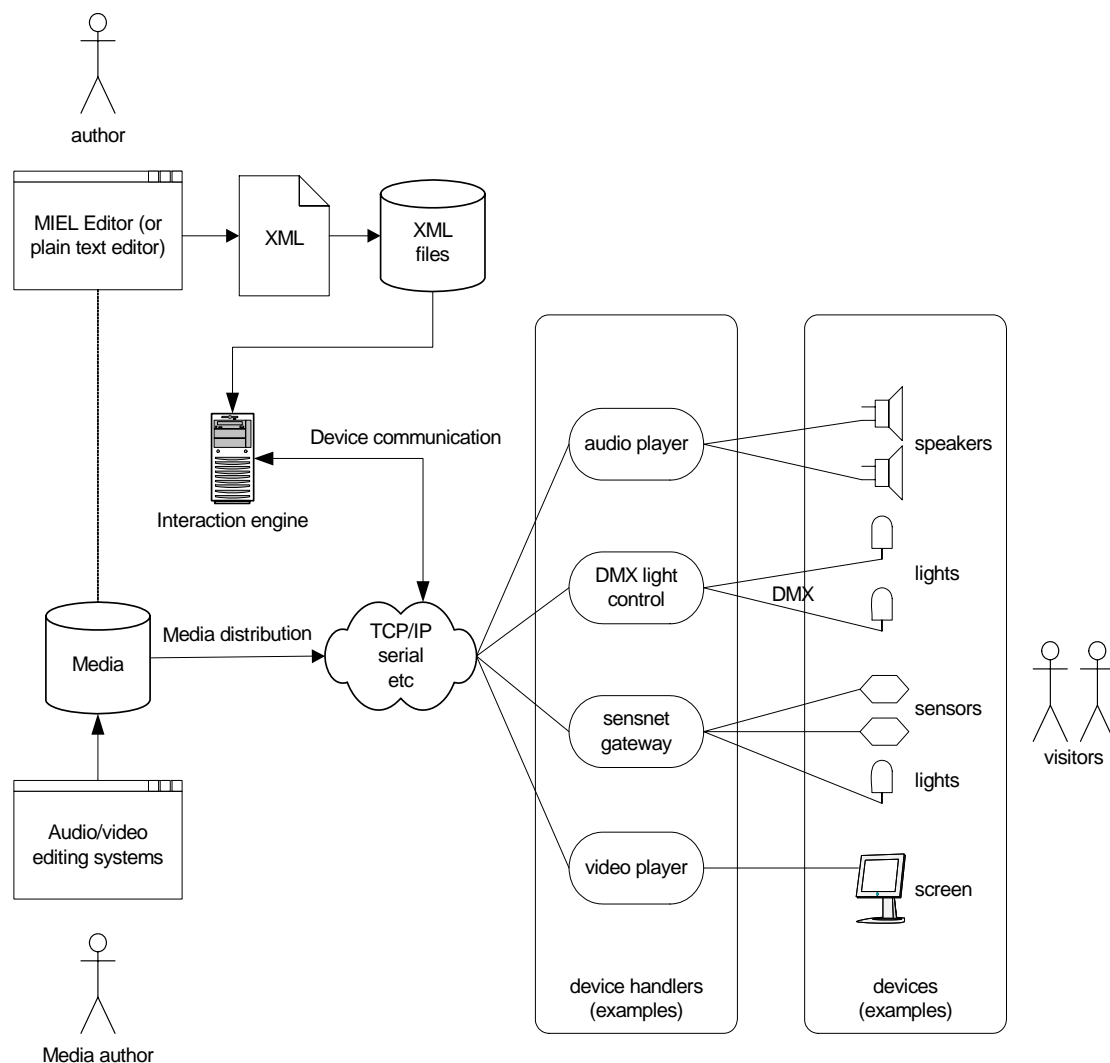 author
MIEL Editor (or
plain text editor)
XML
XML
files
Device communication
Interaction engine
Media distribution
Media
TCP/IP
serial
etc
Audio/video
editing systems
Media author
audio player
DMX light
control
sensnet
gateway
video player
device handlers
(examples)
DMX
speakers
lights
sensors
lights
screen
devices
(examples)
visitors